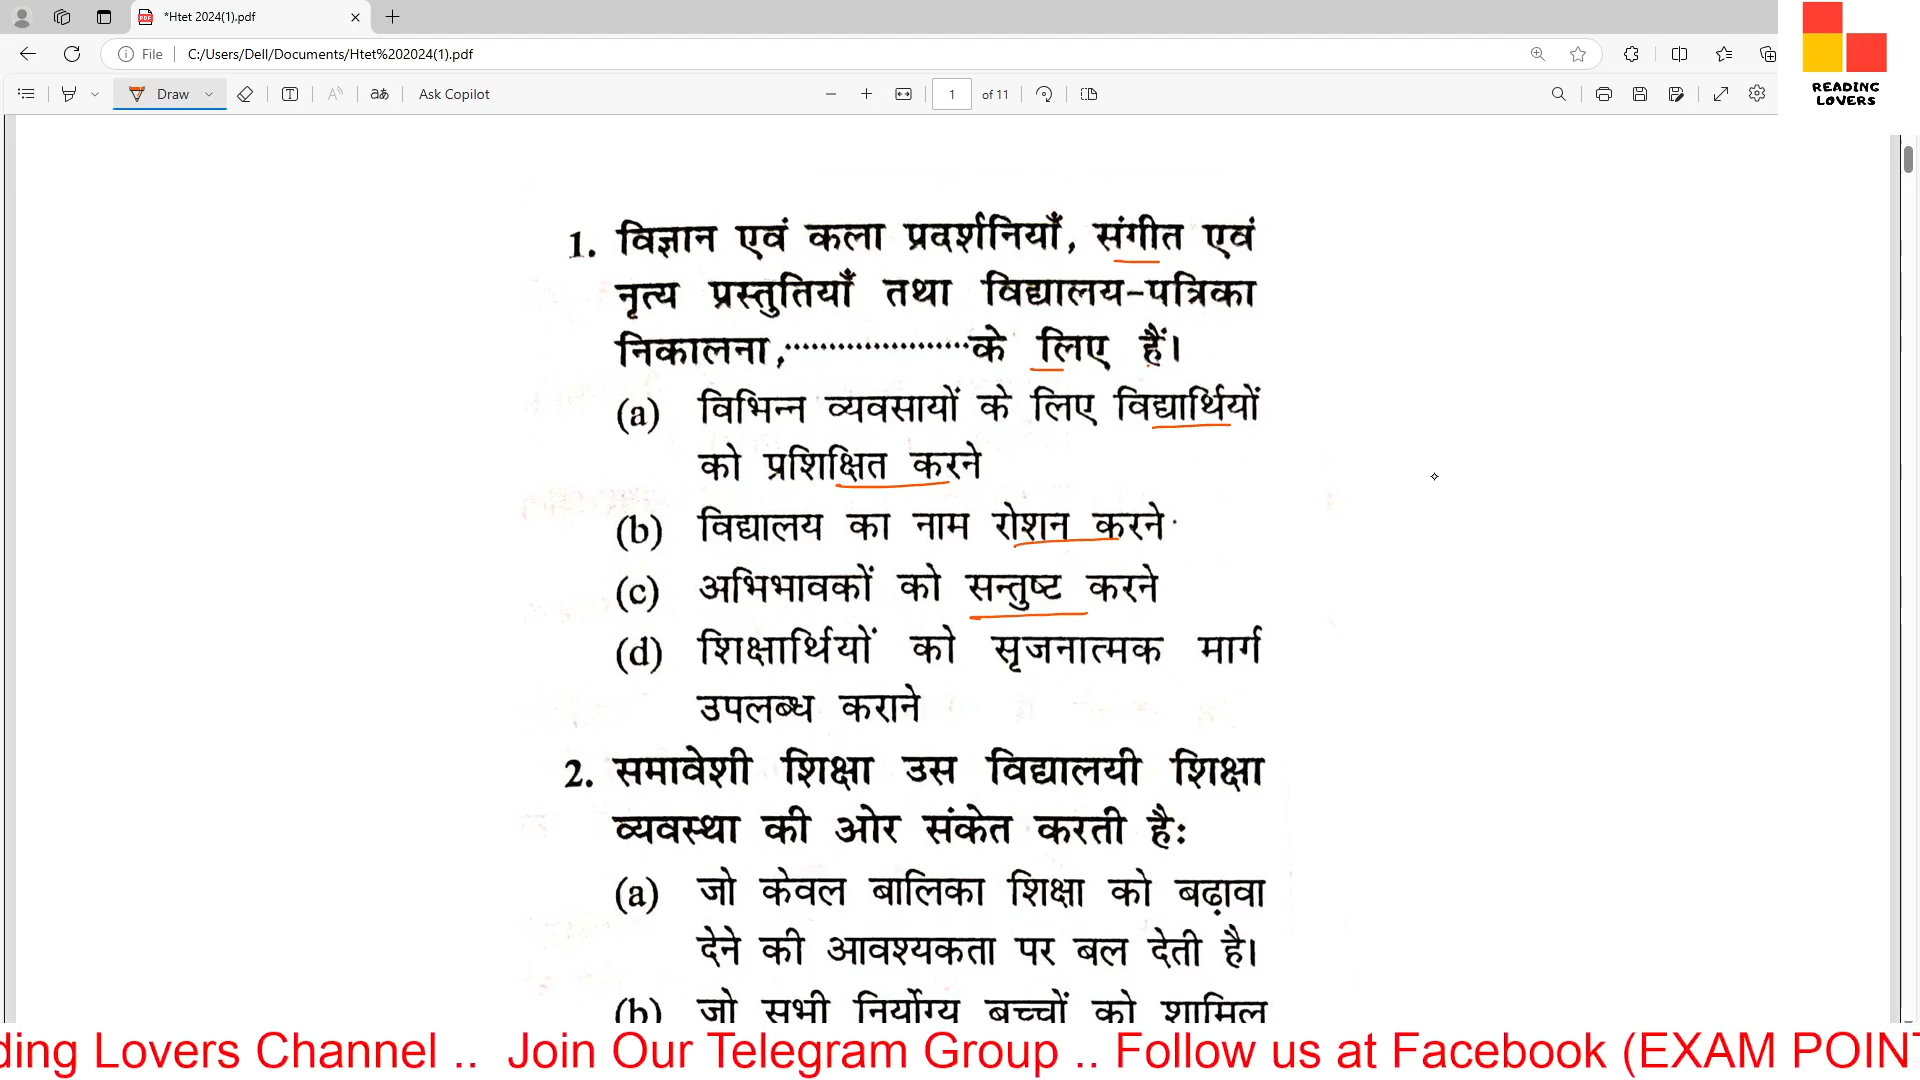 *Htet 2024(1).pdf
File
C:/Users/Dell/Documents/Htet%202024(1).pdf
Draw
Ask Copilot
1
of 11
READING
LOVERS
1. विज्ञान एवं कला प्रदर्शनियाँ, संगीत एवं
नृत्य प्रस्तुतियाँ तथा विद्यालय-पत्रिका
निकालना,.....................के लिए हैं।
(a) विभिन्न व्यवसायों के लिए विद्यार्थियों
को प्रशिक्षित करने
(b) विद्यालय का नाम रोशन करने
(c) अभिभावकों को सन्तुष्ट करने
(d) शिक्षार्थियों को सृजनात्मक मार्ग
उपलब्ध कराने
2. समावेशी शिक्षा उस विद्यालयी शिक्षा
व्यवस्था की ओर संकेत करती है:
(a) जो केवल बालिका शिक्षा को बढ़ावा
देने की आवश्यकता पर बल देती है।
(b) जो सभी निर्योग्य बच्चों को शामिल
ding Lovers Channel .. Join Our Telegram Group .. Follow us at Facebook (EXAM POINT